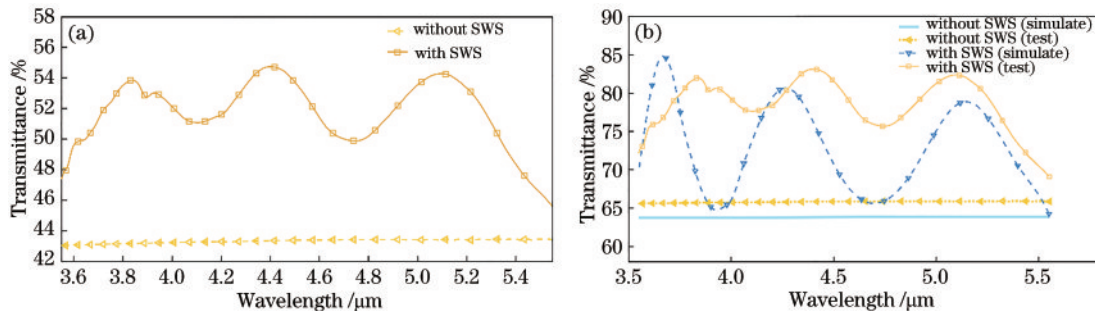 (a)
without SWS
with SWS
Transmittance /%
58
56
54
52
50
48
46
44
42
3.6 3.8 4.0 4.2 4.4 4.6 4.8 5.0 5.2 5.4
Wavelength /μm
(b)
without SWS (simulate)
without SWS (test)
with SWS (simulate)
with SWS (test)
Transmittance /%
90
85
80
75
70
65
60
3.5 4.0 4.5 5.0 5.5
Wavelength /μm